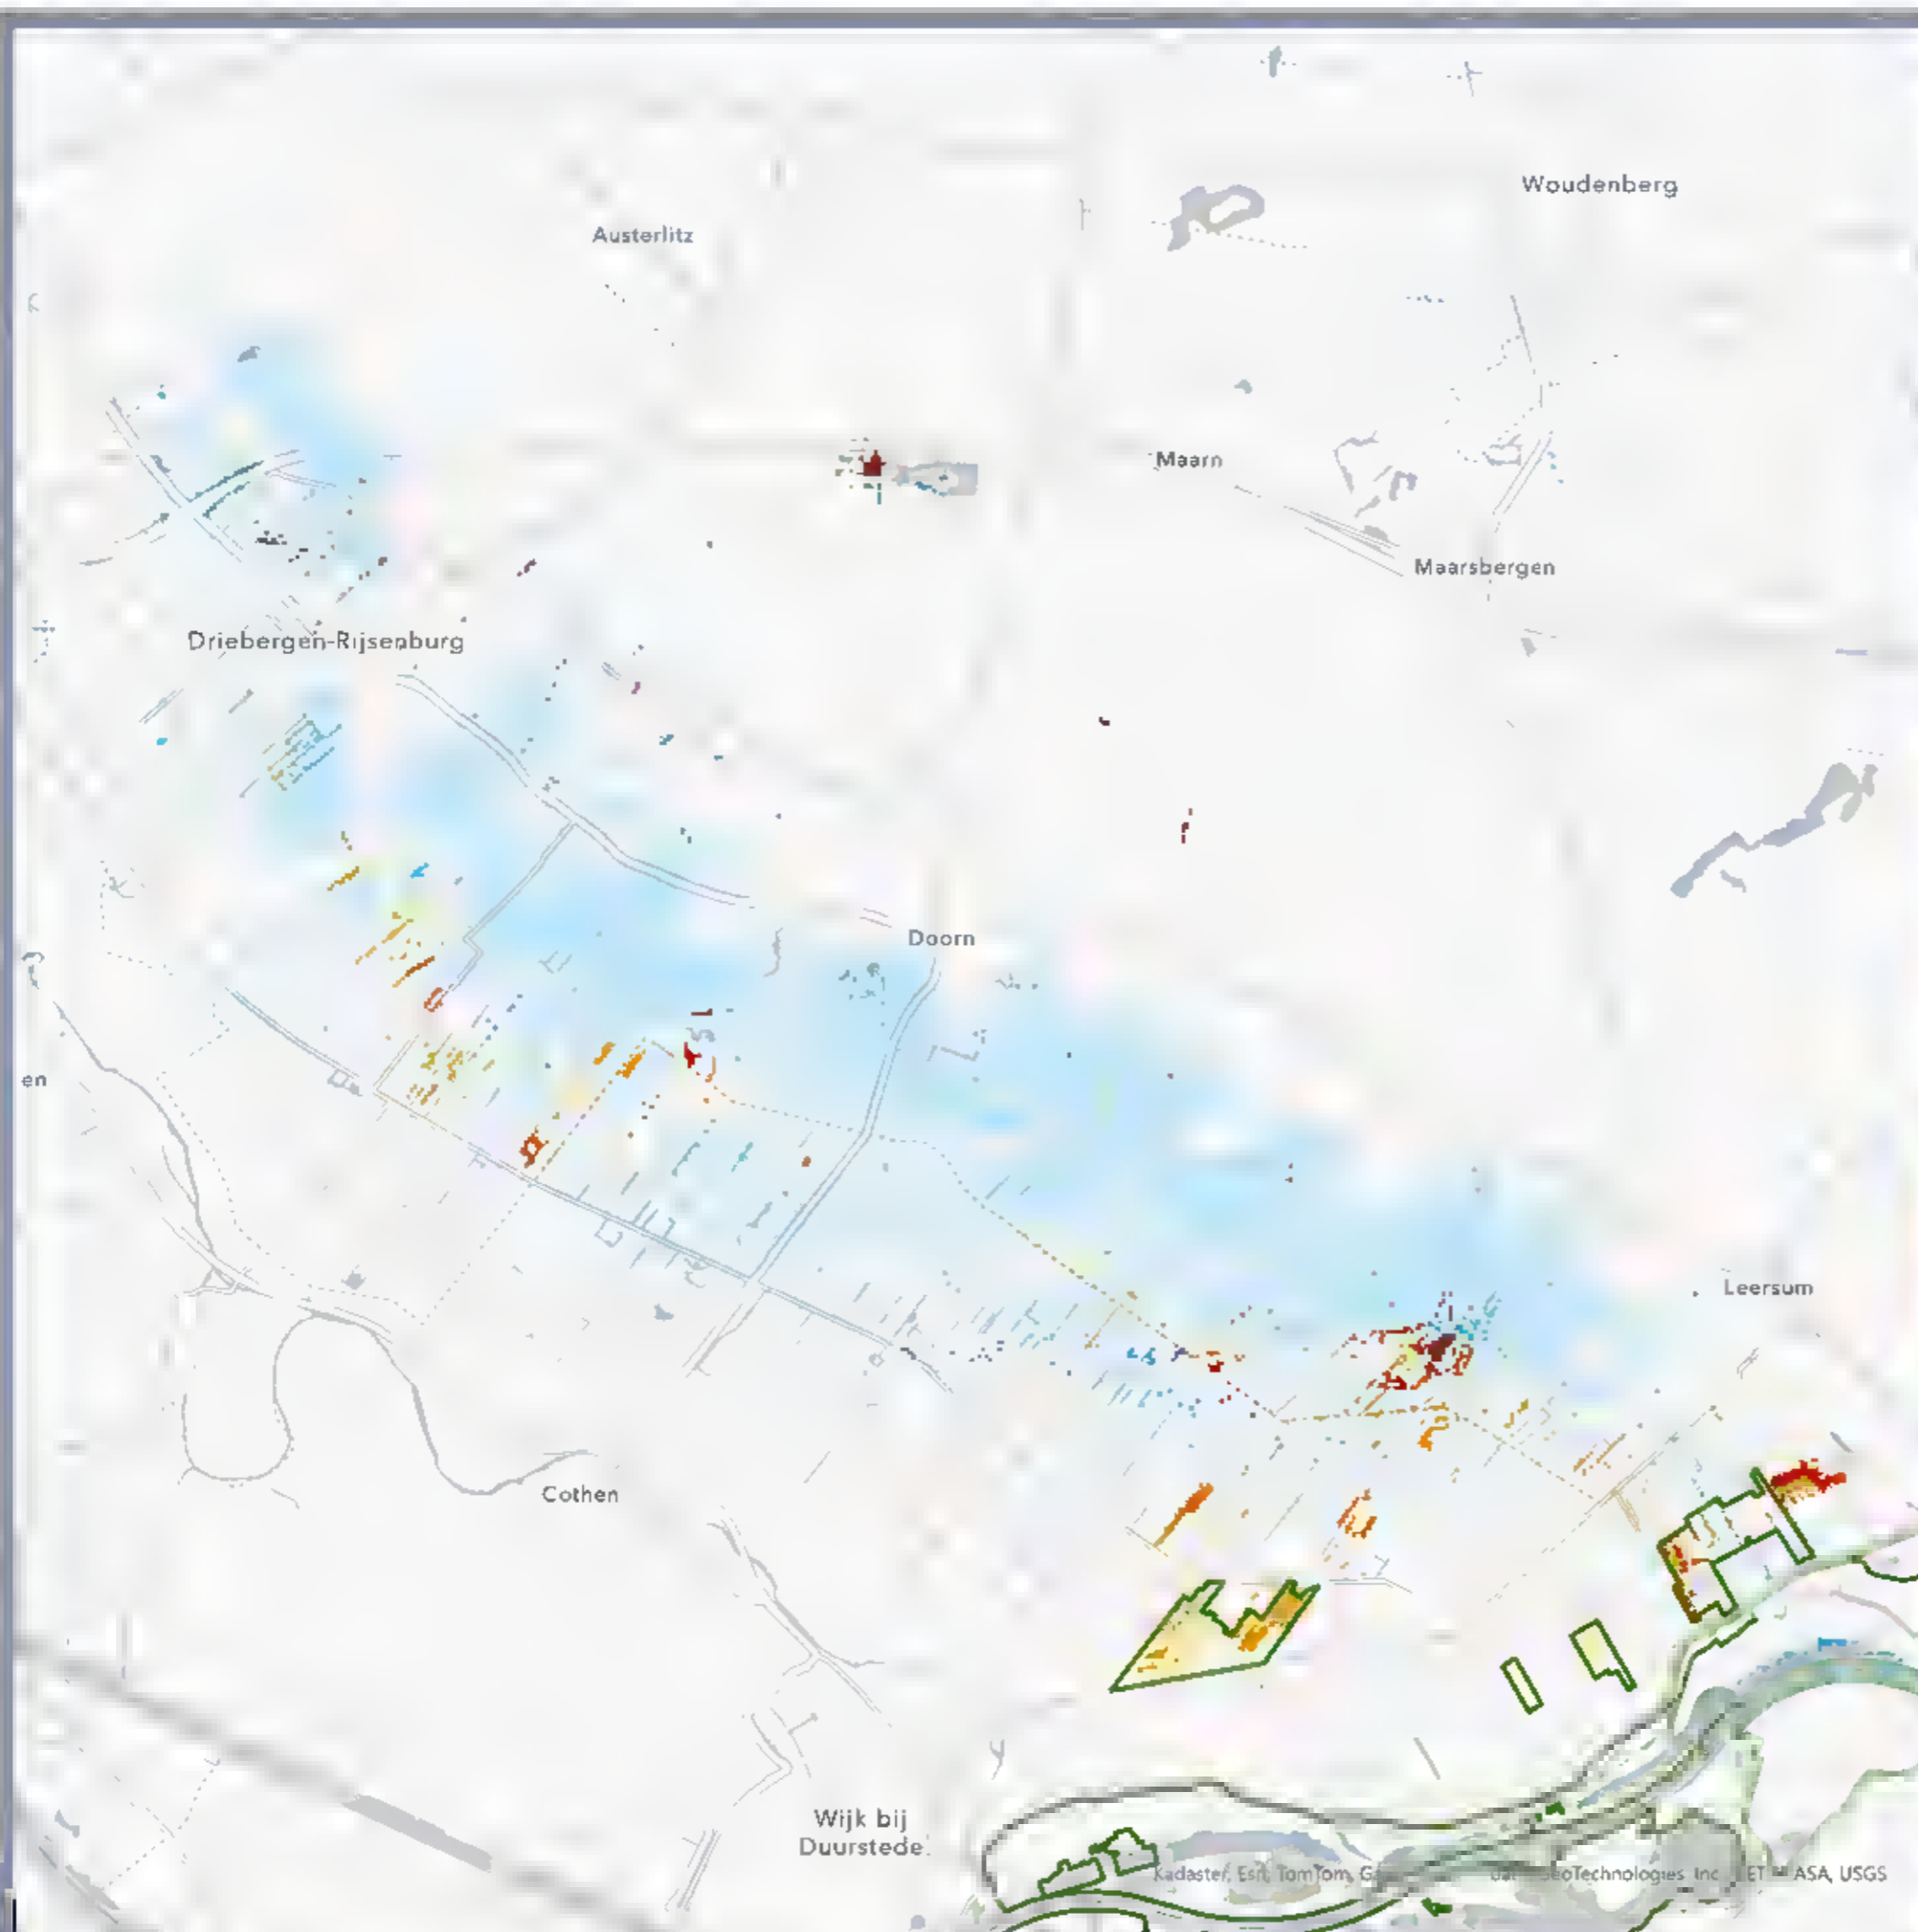 Woudenberg
Austerlitz
Maarn
Maarsbergen
Driebergen-Rijsenburg
Doorn
en
Leersum
Cothen
Wijk bij
Duurstede
Kadaster, Esri, TomTom, GeoTechnologies, Inc ASA, USGS